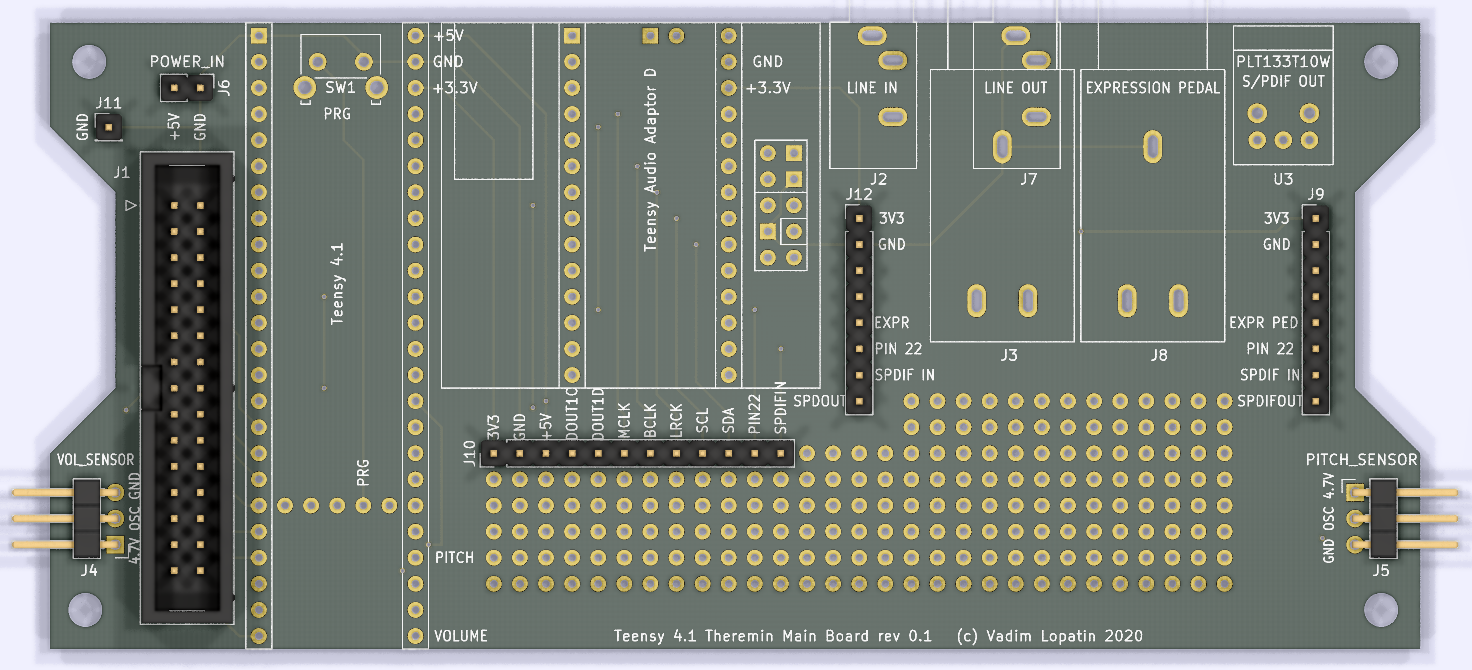 POWER_IN
J6
+5V
GND
J11
GND
J1
SW1
PRG
+5V
GND
+3.3V
Teensy 4.1
PRG
Teensy Audio Adaptor D
GND
+3.3V
LINE IN
J2
LINE OUT
J7
EXPRESSION PEDAL
PLT133T10W
S/PDIF OUT
U3
J12
3V3
GND
EXPR
PIN 22
SPDIF IN
SPDOUT
J3
J8
J9
3V3
GND
EXPR PED
PIN 22
SPDIF IN
SPDIFOUT
J10
3V3
GND
+5V
DOUT1C
DOUT1D
MCLK
BCLK
LRCK
SCL
SDA
PIN22
SPDIFIN
VOL_SENSOR
4.7V OSC GND
J4
PITCH_SENSOR
GND OSC 4.7V
J5
PITCH
VOLUME
Teensy 4.1 Theremin Main Board rev 0.1 (c) Vadim Lopatin 2020